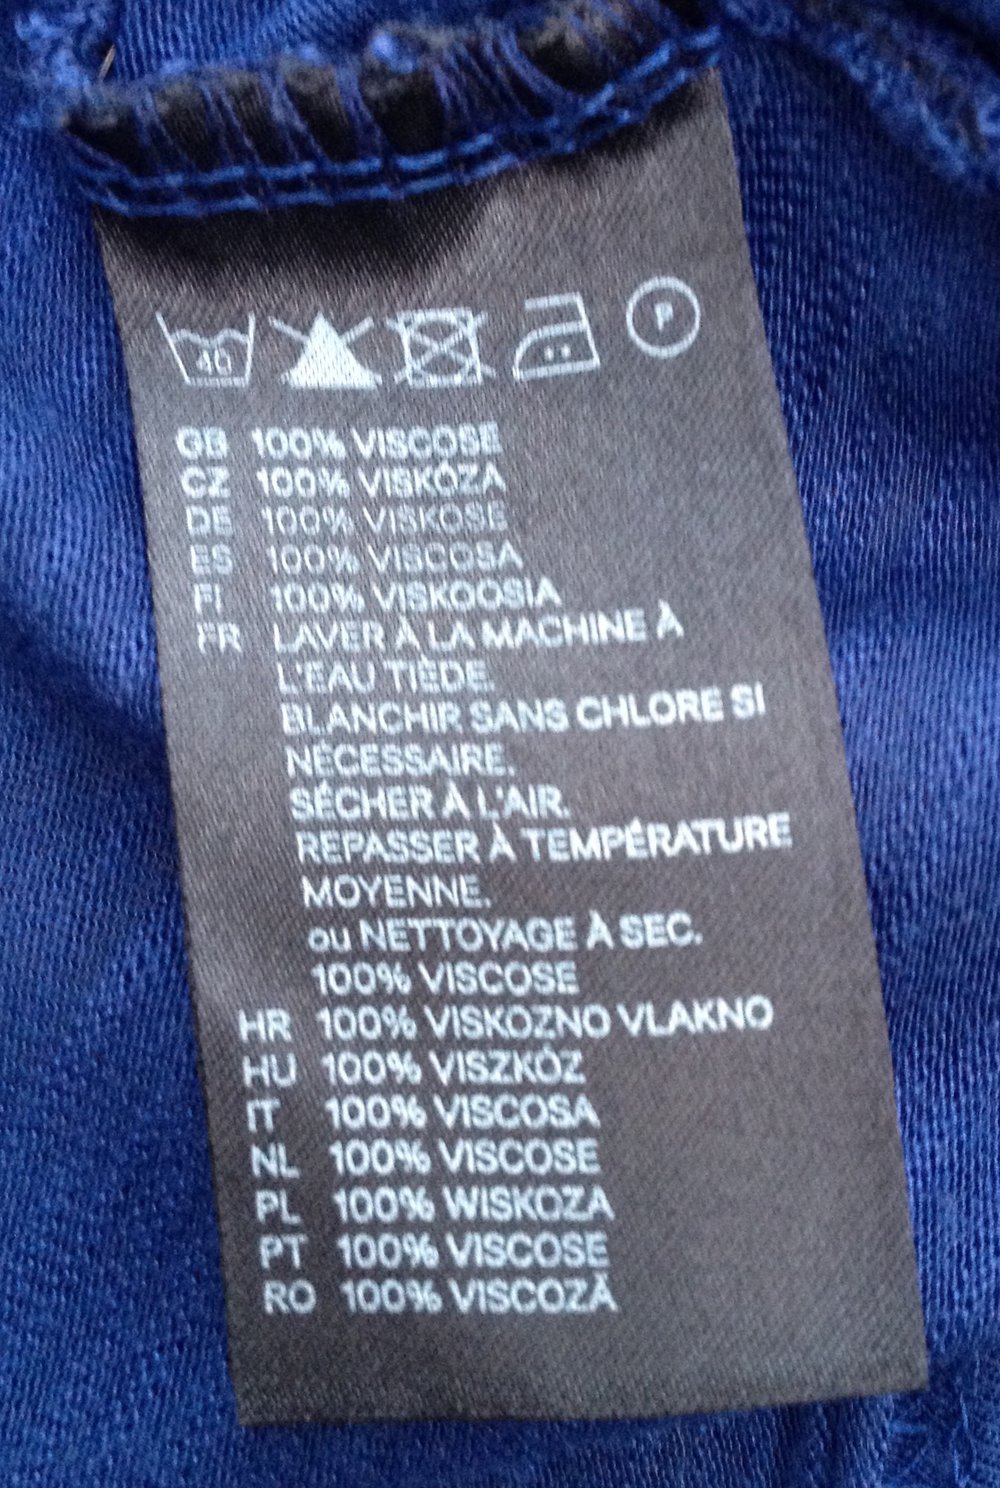 40 P
GB 100% VISCOSE
CZ 100% VISKÓZA
DE 100% VISKOSE
ES 100% VISCOSA
FI 100% VISKOOSIA
FR LAVER À LA MACHINE À
L'EAU TIÈDE.
BLANCHIR SANS CHLORE SI
NÉCESSAIRE.
SÉCHER À L'AIR.
REPASSER À TEMPÉRATURE
MOYENNE.
ou NETTOYAGE À SEC.
100% VISCOSE
HR 100% VISKOZNO VLAKNO
HU 100% VISZKÓZ
IT 100% VISCOSA
NL 100% VISCOSE
PL 100% WISKOZA
PT 100% VISCOSE
RO 100% VISCOZĂ